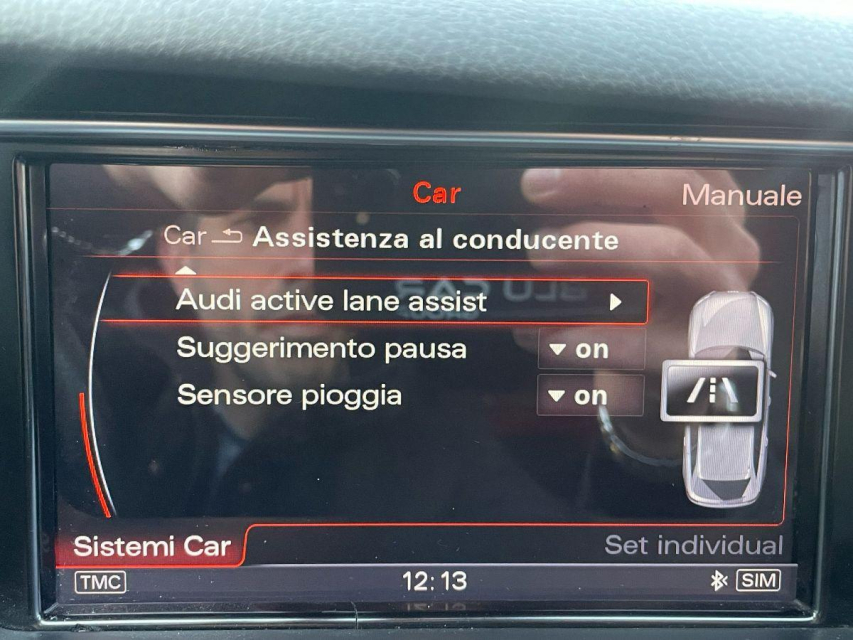 Car
Manuale
Car Assistenza al conducente
Audi active lane assist
Suggerimento pausa on
Sensore pioggia on
Sistemi Car
Set individual
TMC 12:13 SIM